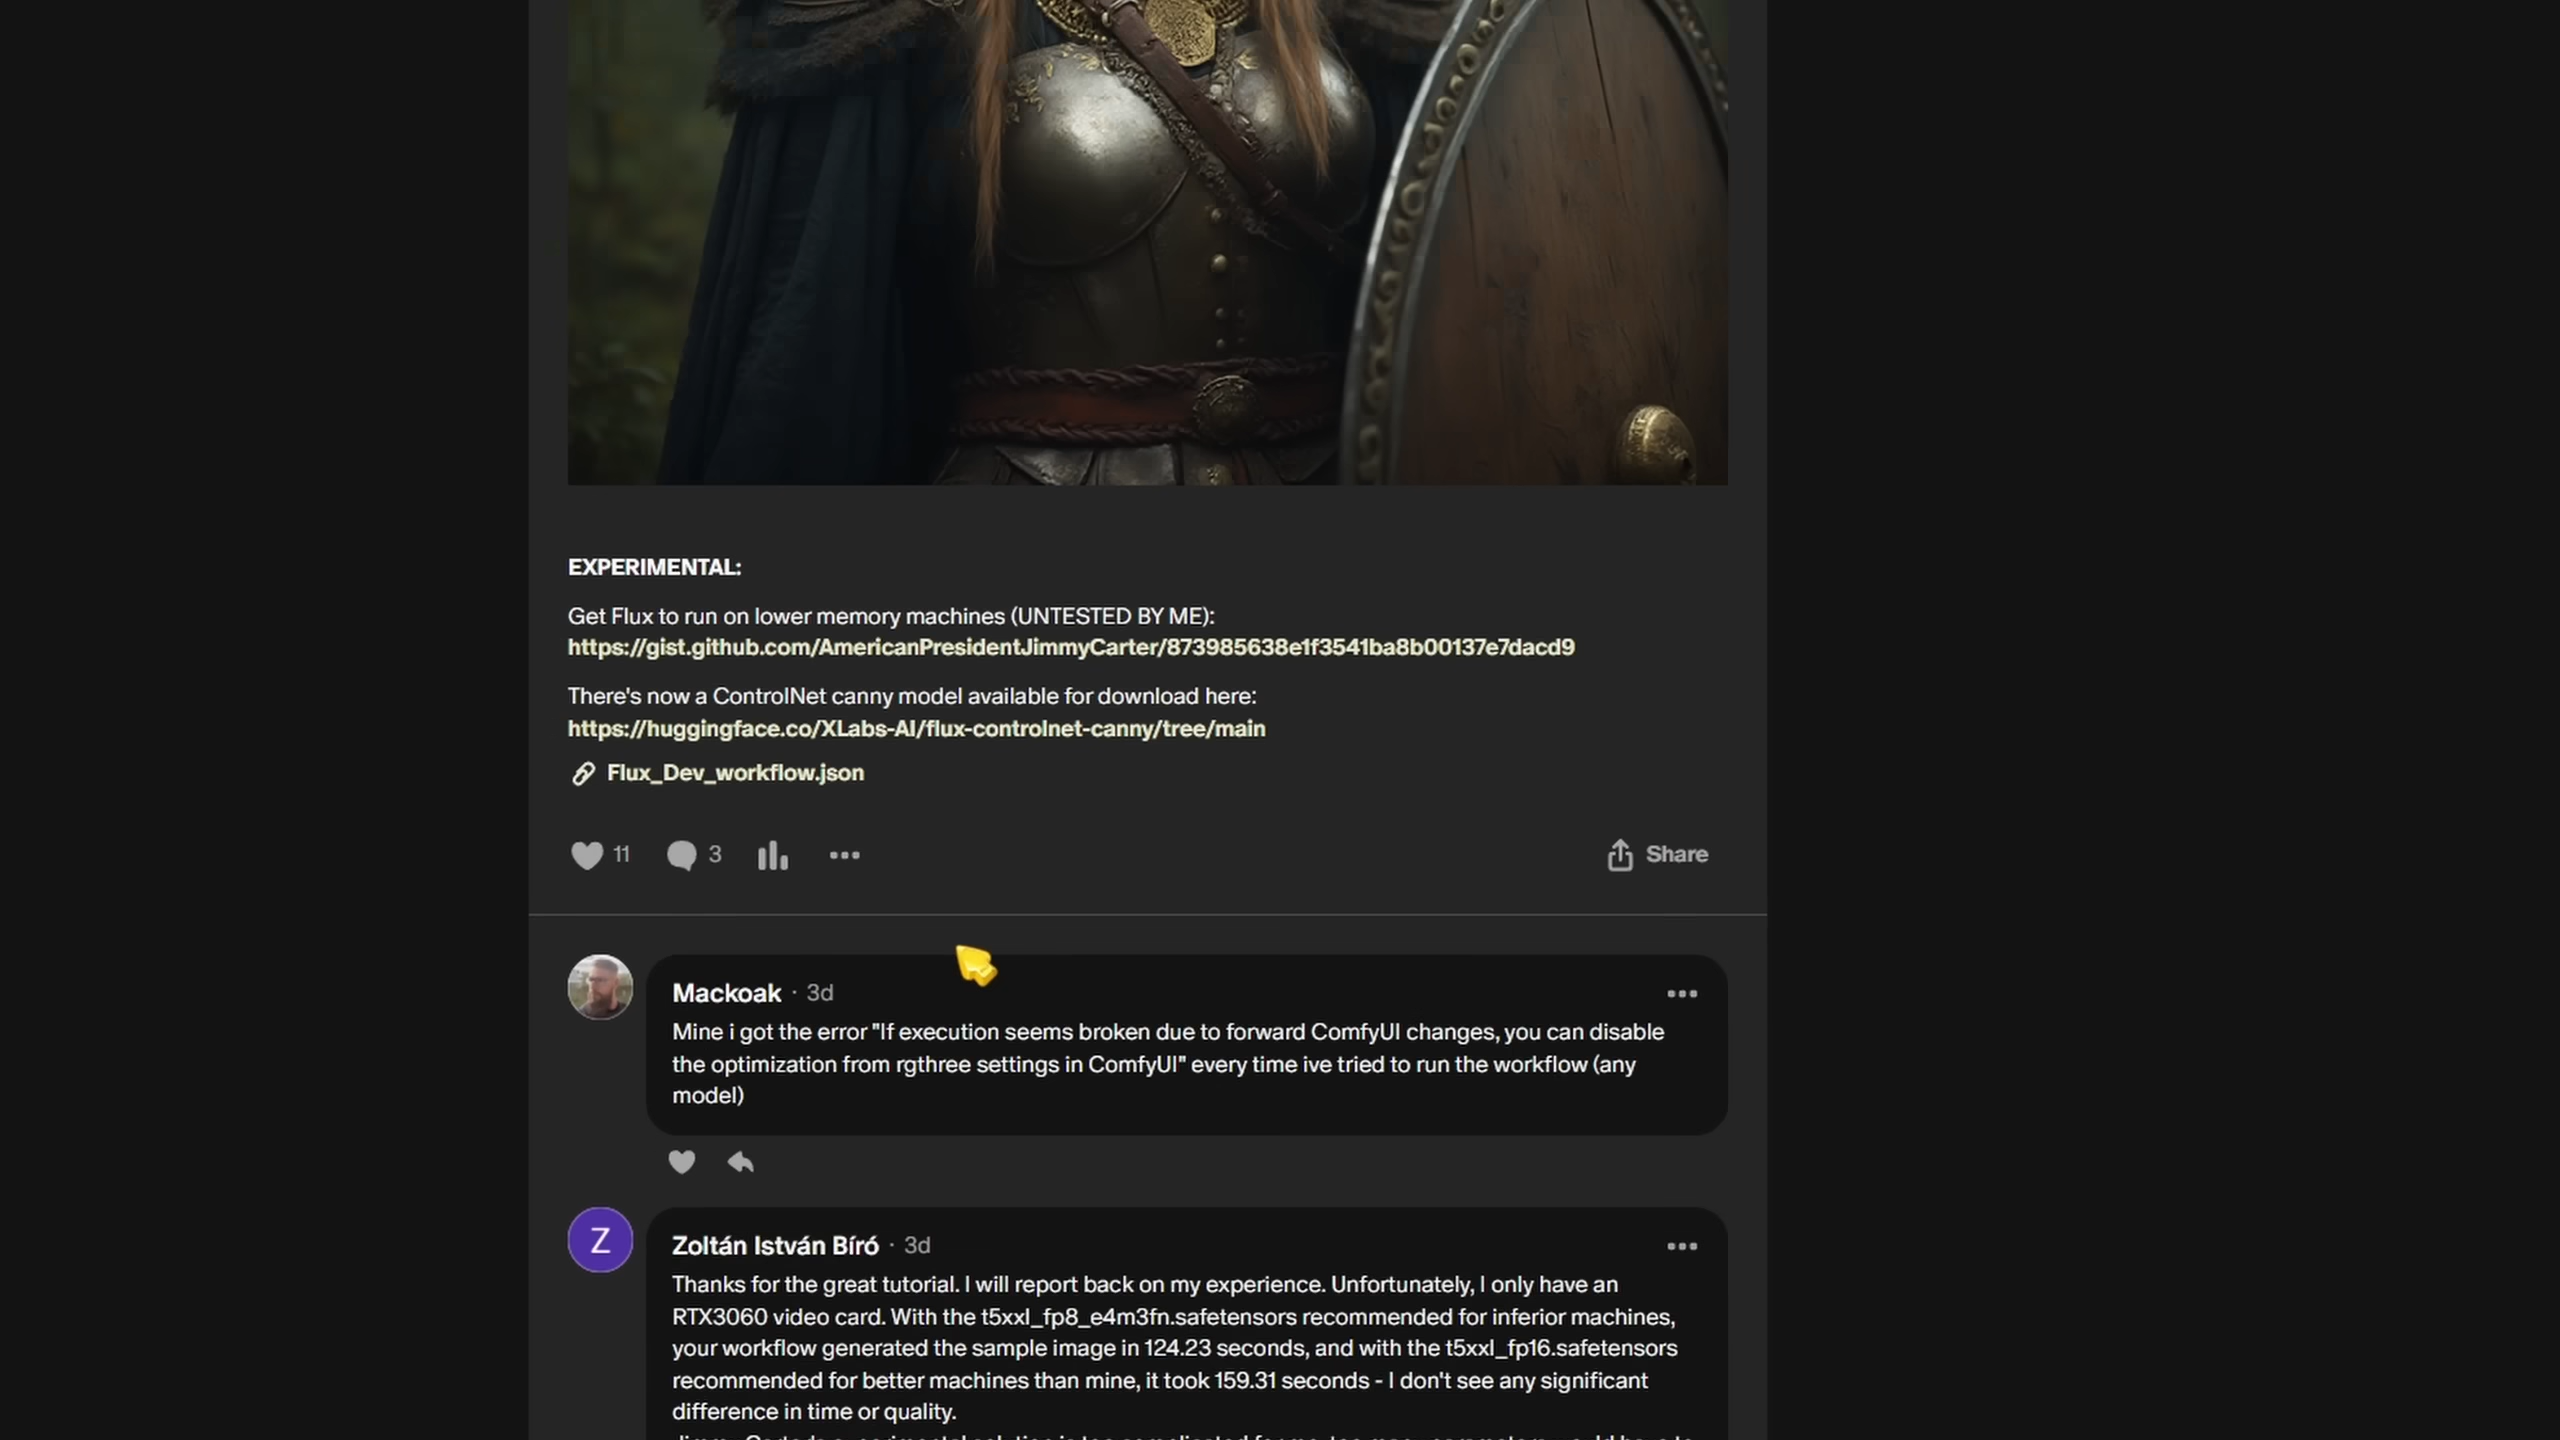 EXPERIMENTAL:
Get Flux to run on lower memory machines (UNTESTED BY ME):
https://gist.github.com/AmericanPresidentJimmyCarter/873985638e1f3541ba8b00137e7dacd9
There's now a ControlNet canny model available for download here:
https://huggingface.co/XLabs-AI/flux-controlnet-canny/tree/main
Flux_Dev_workflow.json
11 3 Share
Mackoak · 3d
Mine i got the error "If execution seems broken due to forward ComfyUI changes, you can disable
the optimization from rgthree settings in ComfyUI" every time ive tried to run the workflow (any
model)
Z
Zoltán István Bíró · 3d
Thanks for the great tutorial. I will report back on my experience. Unfortunately, I only have an
RTX3060 video card. With the t5xxl_fp8_e4m3fn.safetensors recommended for inferior machines,
your workflow generated the sample image in 124.23 seconds, and with the t5xxl_fp16.safetensors
recommended for better machines than mine, it took 159.31 seconds - I don't see any significant
difference in time or quality.